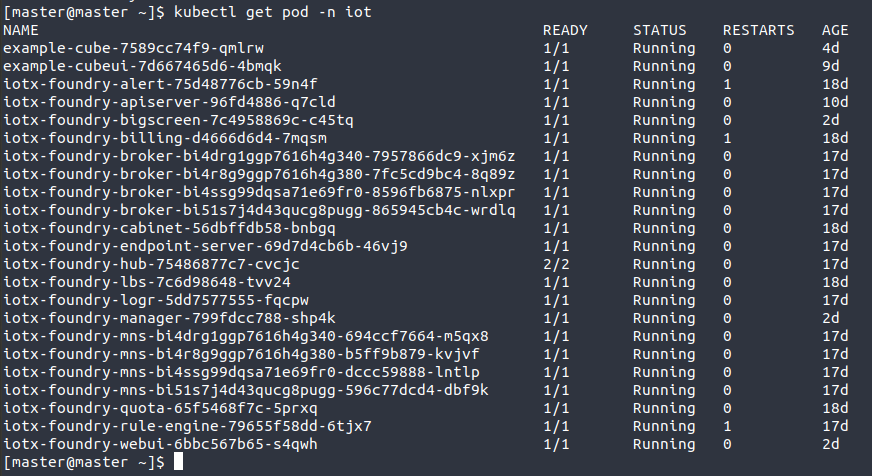 [master@master ~]$ kubectl get pod -n iot
NAME READY STATUS RESTARTS AGE
example-cube-7589cc74f9-qmlrw 1/1 Running 0 4d
example-cubeui-7d667465d6-4bmqk 1/1 Running 0 9d
iotx-foundry-alert-75d48776cb-59n4f 1/1 Running 1 18d
iotx-foundry-apiserver-96fd4886-q7cld 1/1 Running 0 10d
iotx-foundry-bigscreen-7c4958869c-c45tq 1/1 Running 0 2d
iotx-foundry-billing-d4666d6d4-7mqsm 1/1 Running 1 18d
iotx-foundry-broker-bi4drg1ggp7616h4g340-7957866dc9-xjm6z 1/1 Running 0 17d
iotx-foundry-broker-bi4r8g9ggp7616h4g380-7fc5cd9bc4-8q89z 1/1 Running 0 17d
iotx-foundry-broker-bi4ssg99dqsa71e69fr0-8596fb6875-nlxpr 1/1 Running 0 17d
iotx-foundry-broker-bi51s7j4d43qucg8pugg-865945cb4c-wrdlq 1/1 Running 0 17d
iotx-foundry-cabinet-56dbffdb58-bnbgq 1/1 Running 0 18d
iotx-foundry-endpoint-server-69d7d4cb6b-46vj9 1/1 Running 0 17d
iotx-foundry-hub-75486877c7-cvcjc 2/2 Running 0 17d
iotx-foundry-lbs-7c6d98648-tvv24 1/1 Running 0 18d
iotx-foundry-logr-5dd7577555-fqcpw 1/1 Running 0 17d
iotx-foundry-manager-799fdcc788-shp4k 1/1 Running 0 2d
iotx-foundry-mns-bi4drg1ggp7616h4g340-694ccf7664-m5qx8 1/1 Running 0 17d
iotx-foundry-mns-bi4r8g9ggp7616h4g380-b5ff9b879-kvjvf 1/1 Running 0 17d
iotx-foundry-mns-bi4ssg99dqsa71e69fr0-dccc59888-lntlp 1/1 Running 0 17d
iotx-foundry-mns-bi51s7j4d43qucg8pugg-596c77dcd4-dbf9k 1/1 Running 0 17d
iotx-foundry-quota-65f5468f7c-5prxq 1/1 Running 0 18d
iotx-foundry-rule-engine-79655f58dd-6tjx7 1/1 Running 1 17d
iotx-foundry-webui-6bbc567b65-s4qwh 1/1 Running 0 2d
[master@master ~]$